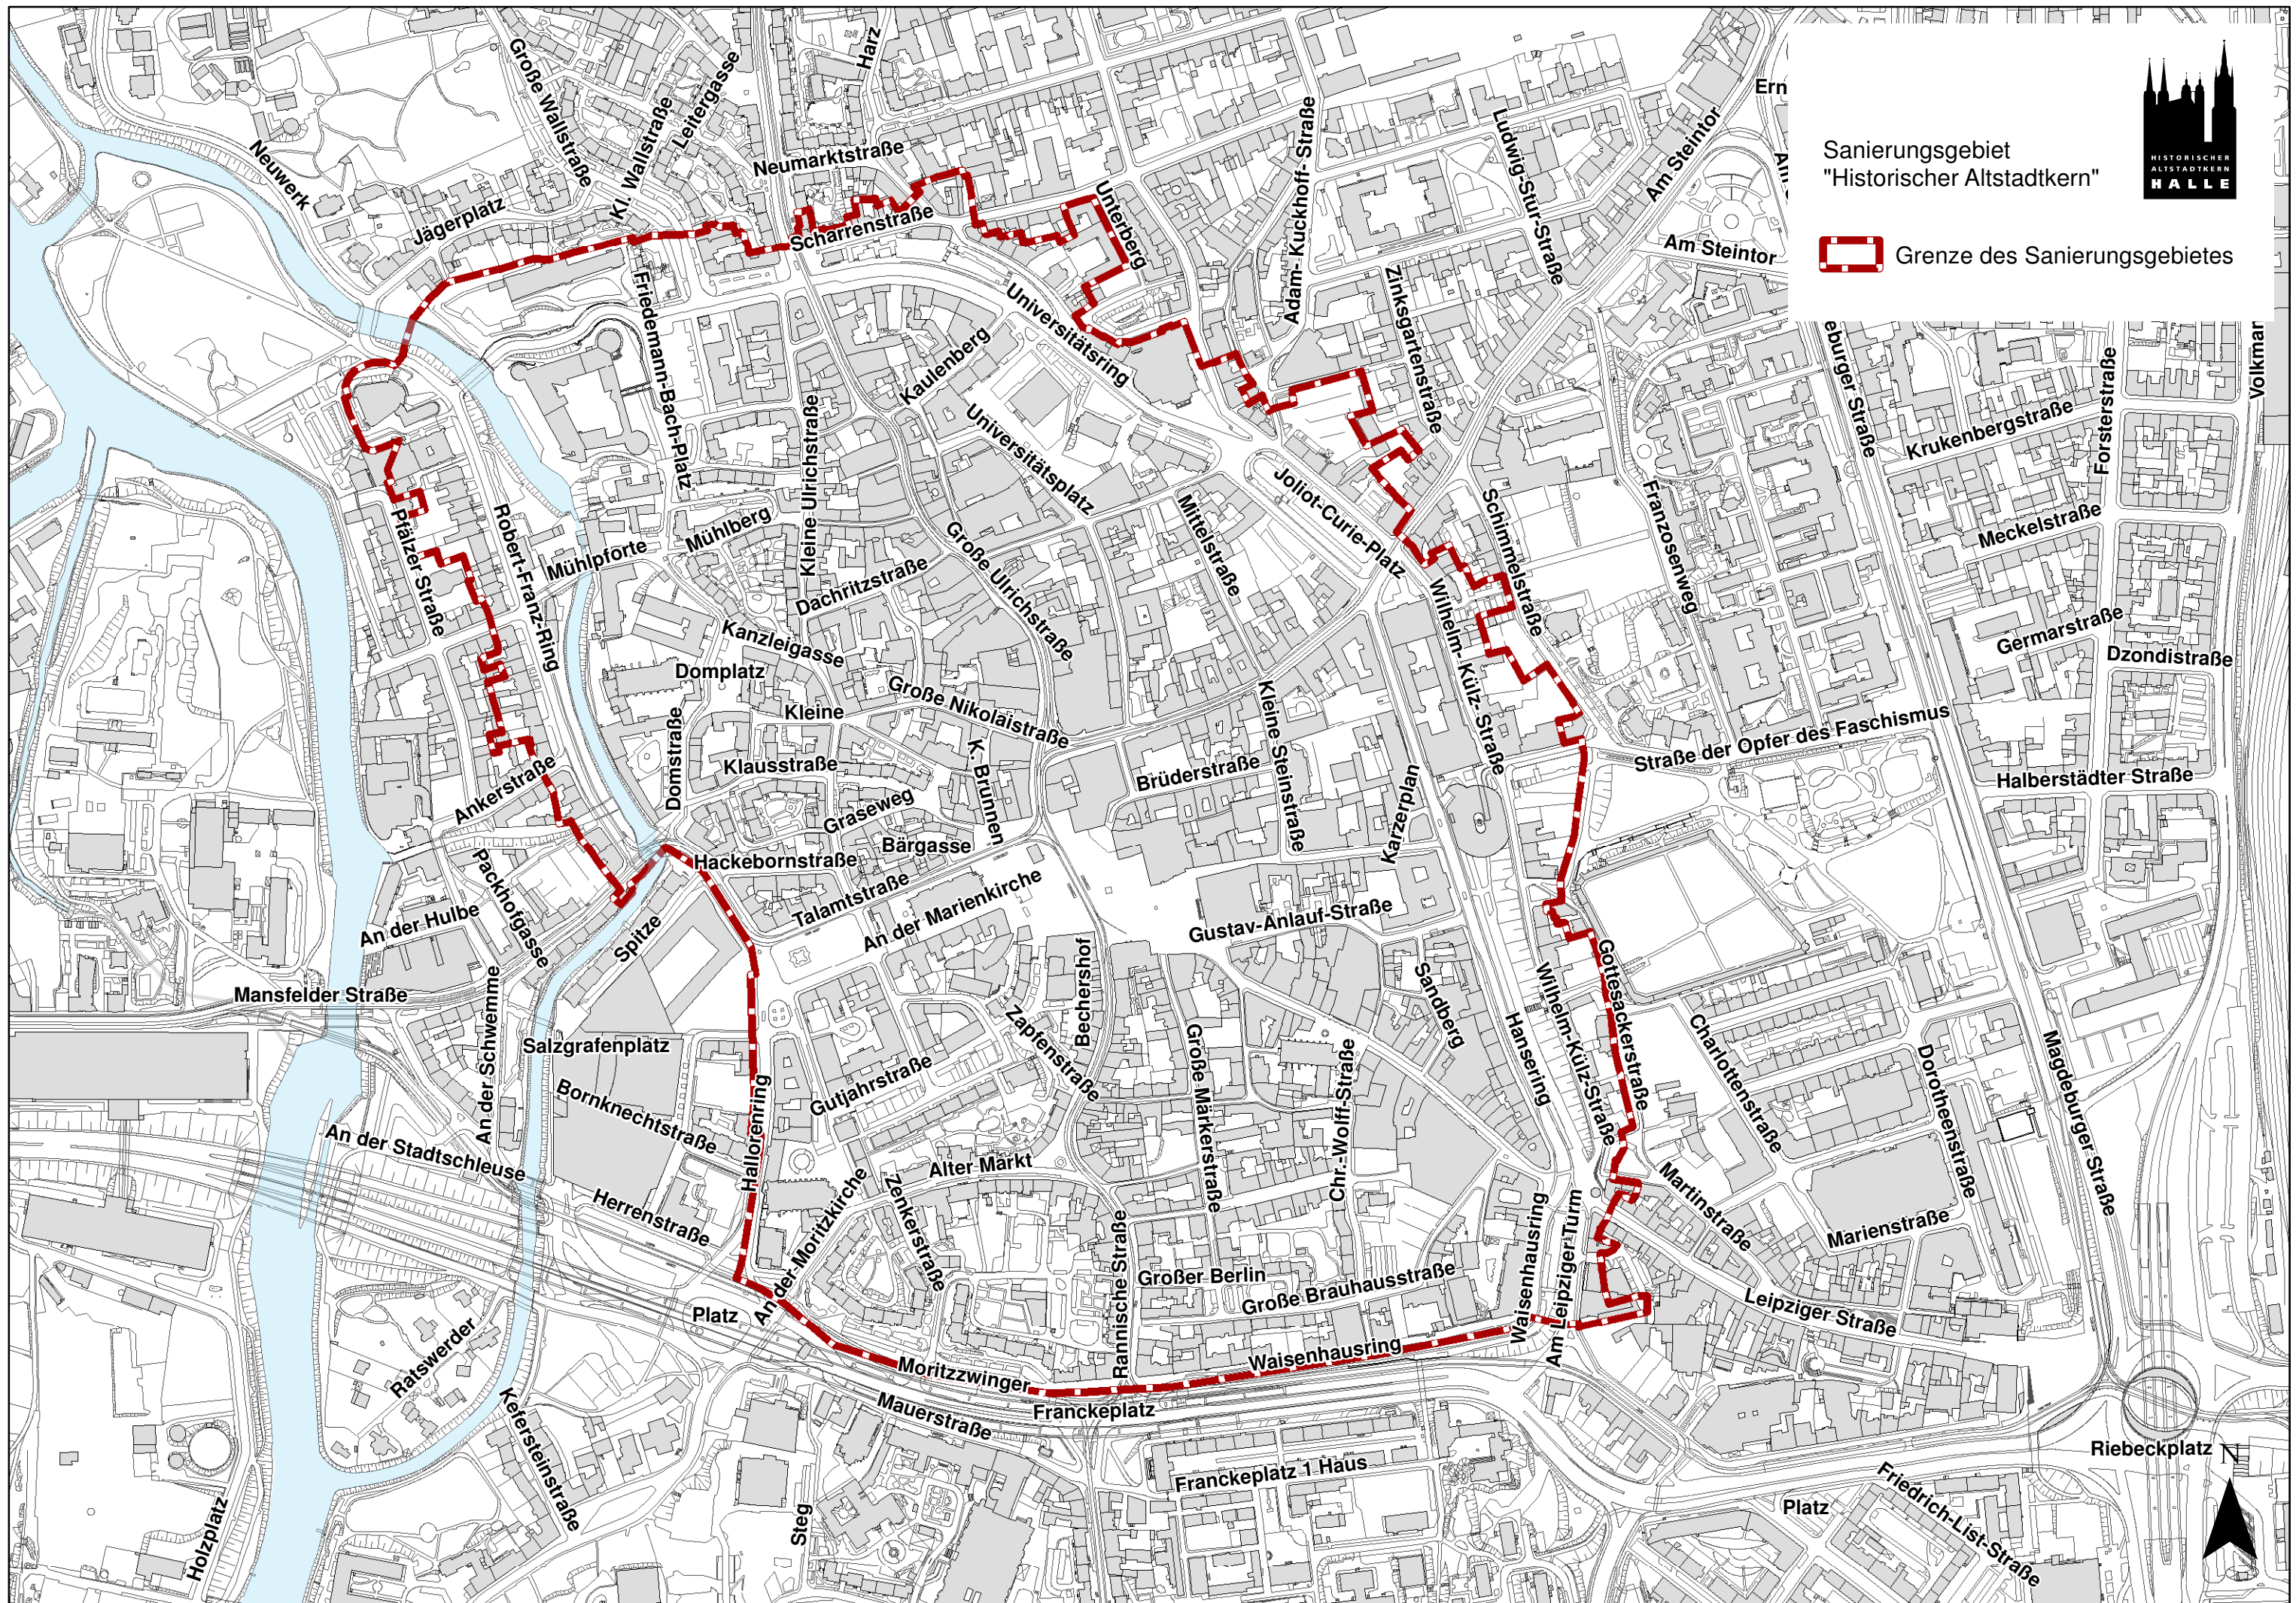 Sanierungsgebiet
"Historischer Altstadtkern"
HISTORISCHER
ALTSTADTKERN
HALLE
Grenze des Sanierungsgebietes
Große Wallstraße
Kl. Wallstraße
Leitergasse
Harz
Neumarktstraße
Neuwerk
Jägerplatz
Scharrenstraße
Unterberg
Adam-Kuckhoff-Straße
Ludwig-Stur-Straße
Am Steintor
Ern
Am Steintor
Zinksgartenstraße
Friedemann-Bach-Platz
Universitätsring
Kaulenberg
Universitätsplatz
Kleine Ulrichstraße
eburger Straße
Krukenbergstraße
Forsterstraße
Volkmar
Joliot-Curie-Platz
Schimmelstraße
Franzosenweg
Meckelstraße
Pfälzer Straße
Robert-Franz-Ring
Mühlpforte
Mühlberg
Dachritzstraße
Große Ulrichstraße
Mittelstraße
Wilhelm-Külz-Straße
Germarstraße
Dzondistraße
Kanzleigasse
Domplatz
Kleine
Große Nikolaistraße
Kleine Steinstraße
Straße der Opfer des Faschismus
Halberstädter Straße
Domstraße
Klausstraße
K. Brunnen
Brüderstraße
Karzerplan
Ankerstraße
Graseweg
Bärgasse
Hackebornstraße
Talamtstraße
An der Marienkirche
Gustav-Anlauf-Straße
Packhofgasse
An der Hulbe
Spitze
Bechershof
Sandberg
Wilhelm-Külz-Straße
Gottesackerstraße
Mansfelder Straße
An der Schwemme
Salzgrafenplatz
Zapfenstraße
Große Märkerstraße
Hansering
Charlottenstraße
Dorotheenstraße
Magdeburger Straße
Bornknechtstraße
Hallorenring
Gutjahrstraße
Chr.-Wolff-Straße
An der Stadtschleuse
Alter Markt
Martinstraße
Marienstraße
Herrenstraße
An der Moritzkirche
Zenkerstraße
Rannische Straße
Großer Berlin
Große Brauhausstraße
Waisenhausring
Am Leipziger Turm
Leipziger Straße
Platz
Ratswerder
Moritzzwinger
Waisenhausring
Franckeplatz
Mauerstraße
Kefersteinstraße
Franckeplatz 1 Haus
Riebeckplatz
N
Holzplatz
Steg
Platz
Friedrich-List-Straße